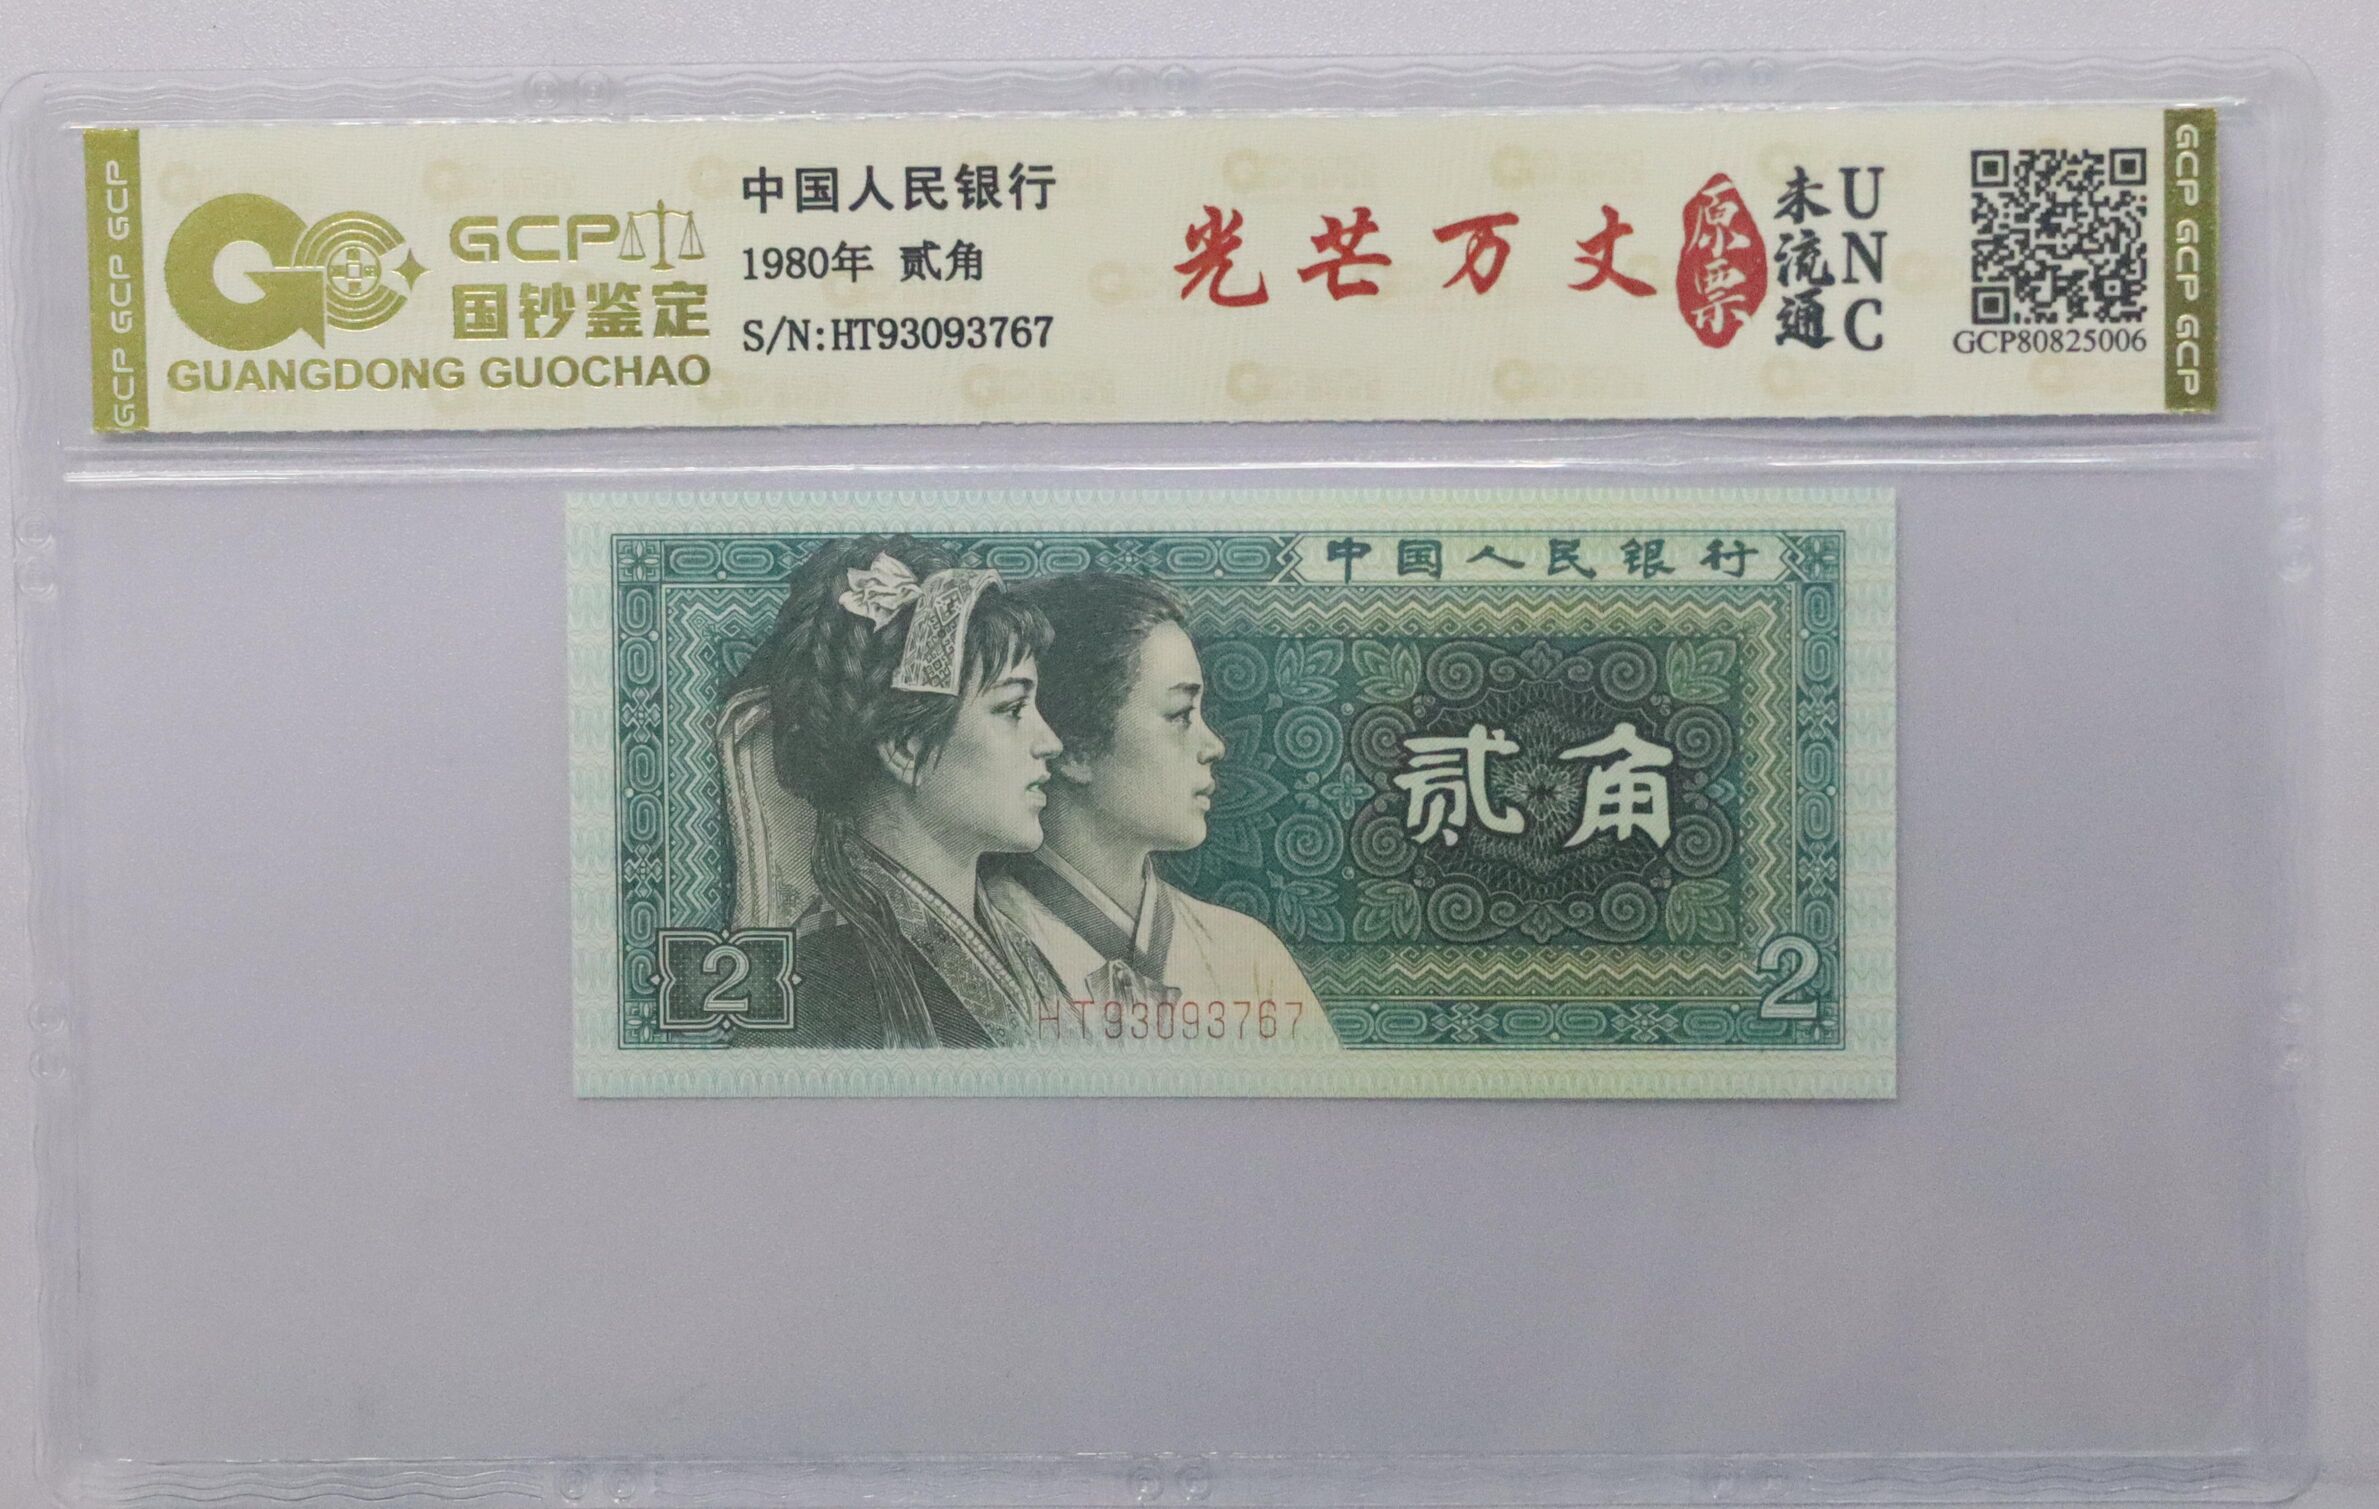 GCP GCP GCP GCP
GCP
国钞鉴定
GUANGDONG GUOCHAO
中国人民银行
1980年 贰角
S/N:HT93093767
光芒万丈
原票
未流通
UNC
GCP80825006
GCP GCP GCP GCP
中国人民银行
贰角
2
2
HT93093767